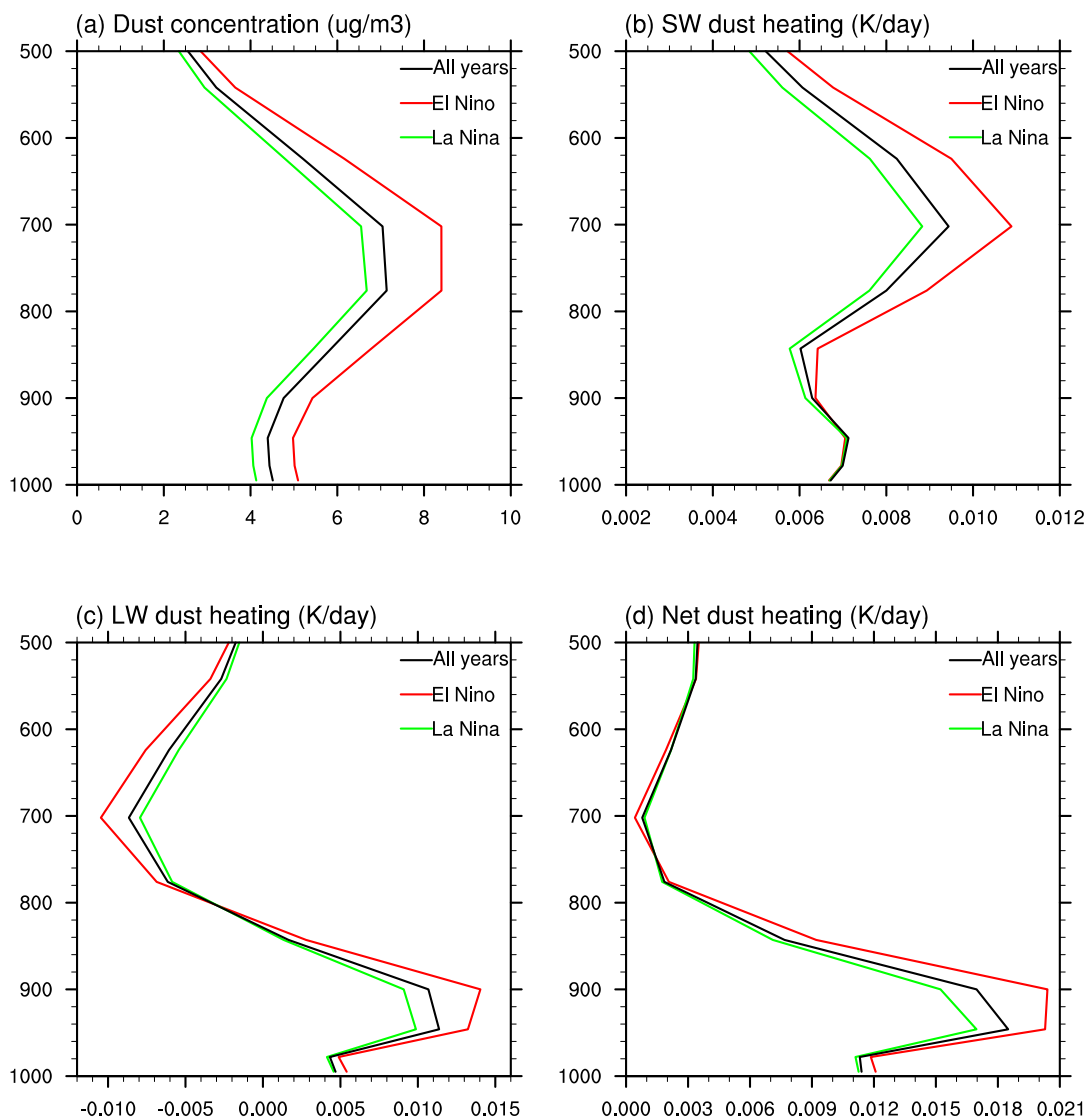 (a) Dust concentration (ug/m3)
500
600
700
800
900
1000
0 2 4 6 8 10
All years
El Nino
La Nina
(b) SW dust heating (K/day)
500
600
700
800
900
1000
0.002 0.004 0.006 0.008 0.010 0.012
All years
El Nino
La Nina
(c) LW dust heating (K/day)
500
600
700
800
900
1000
-0.010 -0.005 0.000 0.005 0.010 0.015
All years
El Nino
La Nina
(d) Net dust heating (K/day)
500
600
700
800
900
1000
0.000 0.003 0.006 0.009 0.012 0.015 0.018 0.021
All years
El Nino
La Nina